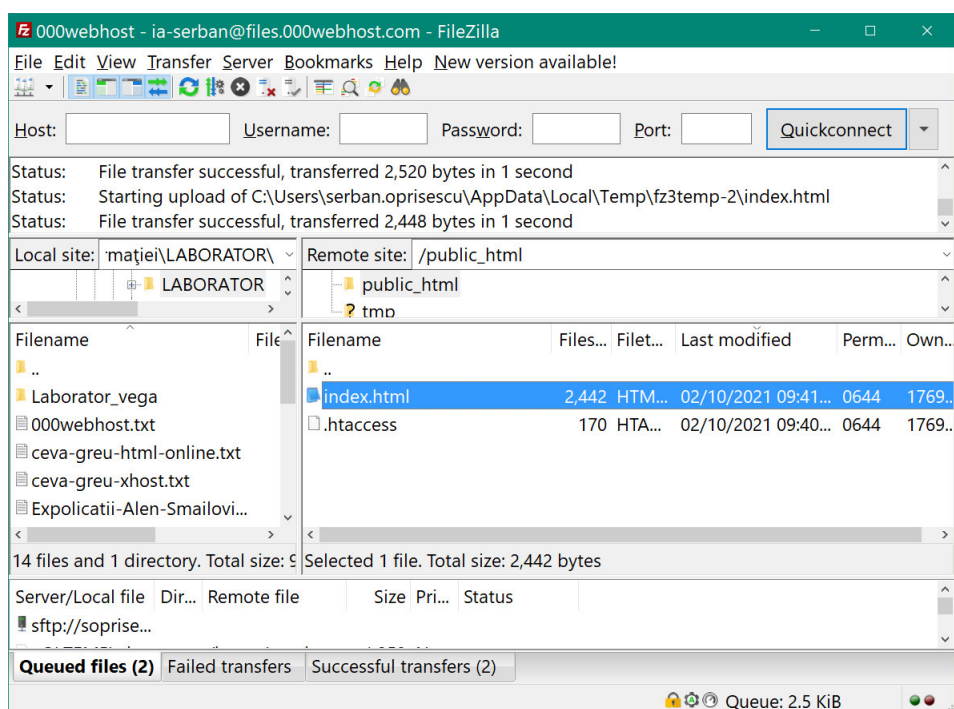 000webhost - ia-serban@files.000webhost.com - FileZilla
File Edit View Transfer Server Bookmarks Help New version available!
Host: Username: Password: Port: Quickconnect
Status: File transfer successful, transferred 2,520 bytes in 1 second
Status: Starting upload of C:\Users\serban.oprisescu\AppData\Local\Temp\fz3temp-2\index.html
Status: File transfer successful, transferred 2,448 bytes in 1 second
Local site: mației\LABORATOR\ Remote site: /public_html
LABORATOR public_html
? tmp
Filename File Filename Files... Filet... Last modified Perm... Own...
.. ..
Laborator_vega index.html 2,442 HTM... 02/10/2021 09:41... 0644 1769..
000webhost.txt .htaccess 170 HTA... 02/10/2021 09:40... 0644 1769..
ceva-greu-html-online.txt
ceva-greu-xhost.txt
Expolicatii-Alen-Smailovi...
14 files and 1 directory. Total size: 9 Selected 1 file. Total size: 2,442 bytes
Server/Local file Dir... Remote file Size Pri... Status
sftp://soprise...
Queued files (2) Failed transfers Successful transfers (2)
Queue: 2.5 KiB